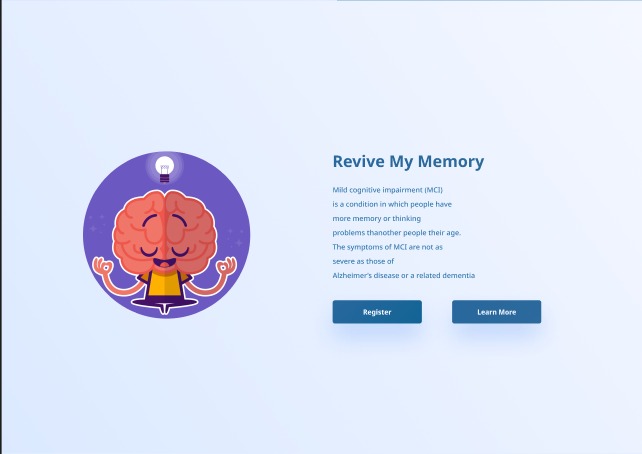 Revive My Memory
Mild cognitive impairment (MCI)
is a condition in which people have
more memory or thinking
problems thanother people their age.
The symptoms of MCI are not as
severe as those of
Alzheimer's disease or a related dementia
Register
Learn More